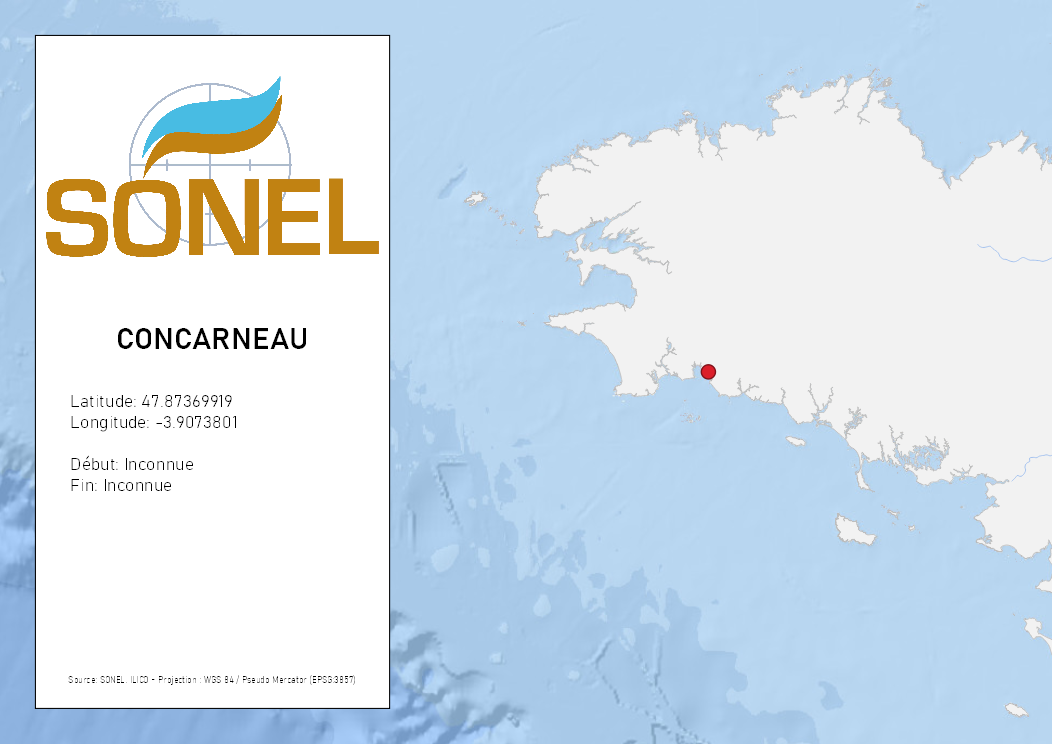 SONEL
CONCARNEAU
Latitude: 47.87369919
Longitude: -3.9073801
Début: Inconnue
Fin: Inconnue
Source: SONEL, ILICO - Projection : WGS 84 / Pseudo Mercator (EPSG:3857)